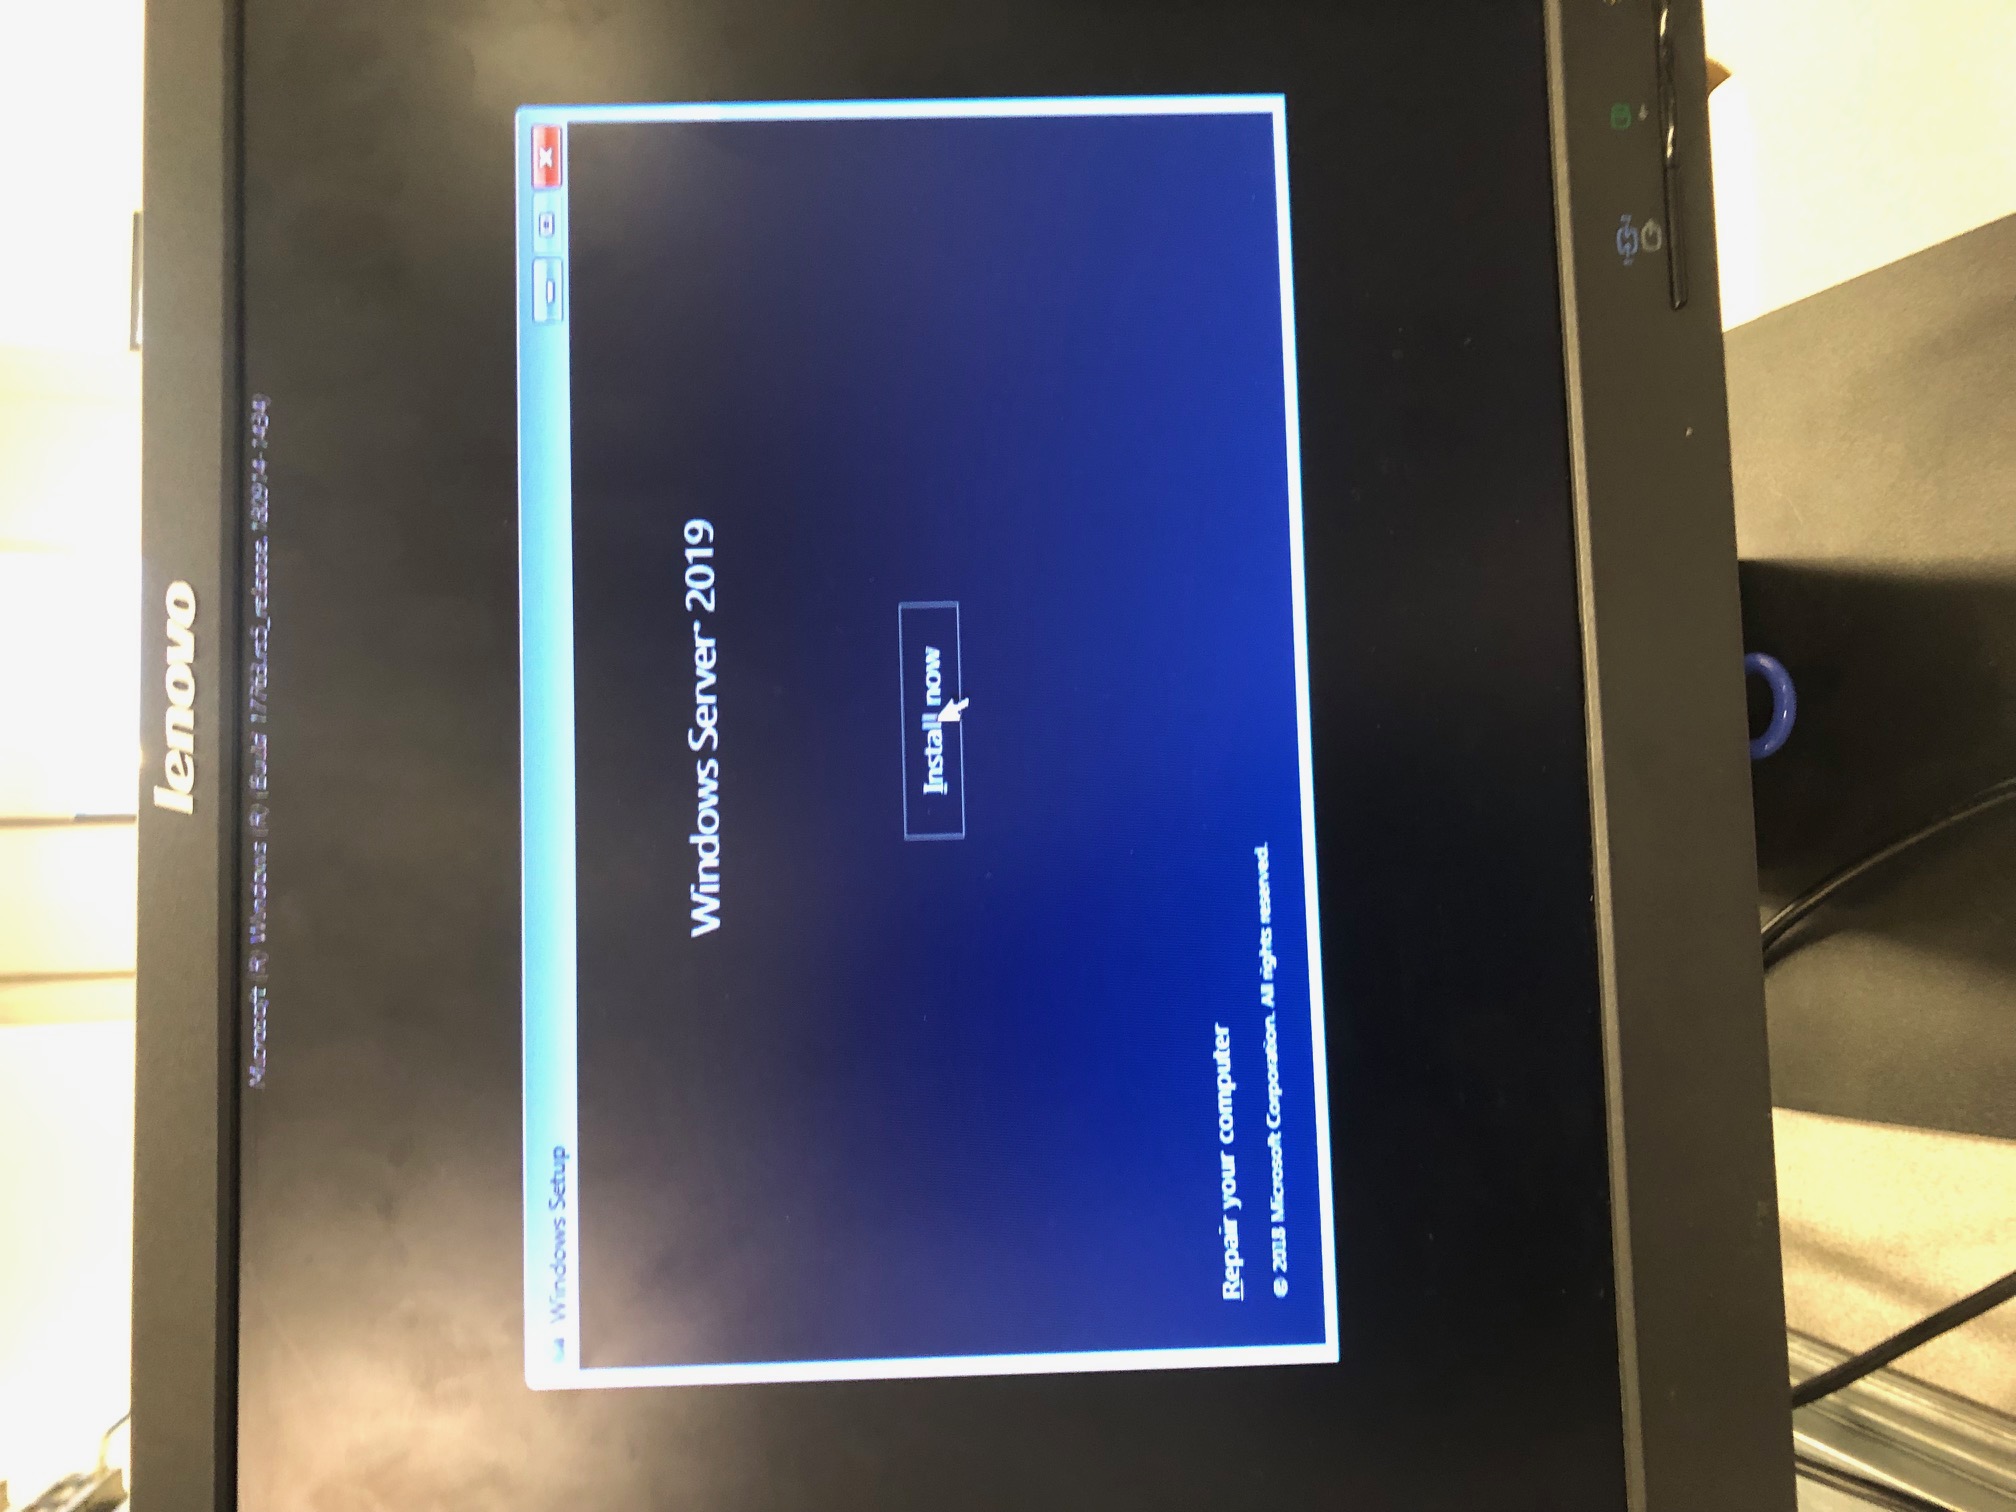 lenovo
Microsoft (R) Windows (R) (Build 17763.rs5_release.180914-1434)
Windows Setup
Windows Server® 2019
Install now
Repair your computer
© 2018 Microsoft Corporation. All rights reserved.